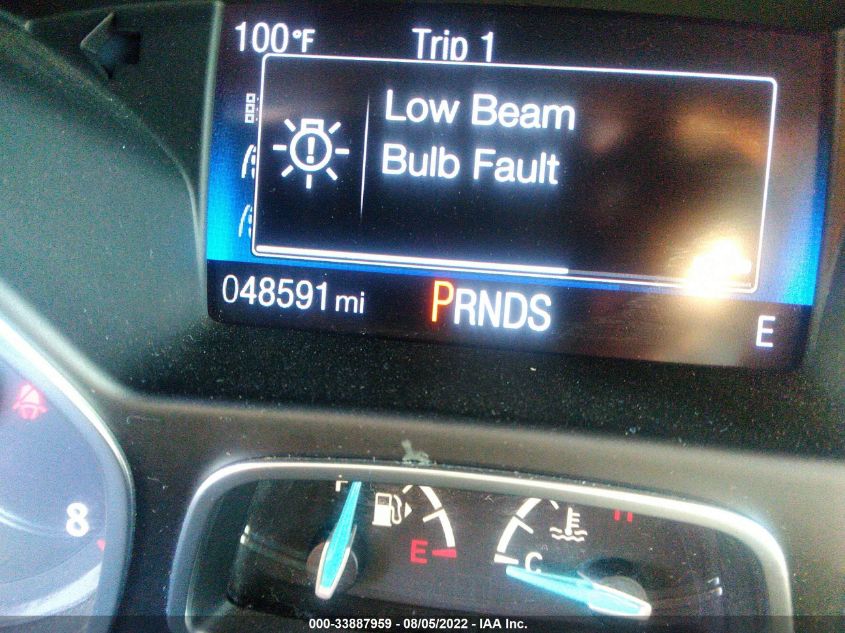 100°F Trip 1
Low Beam
Bulb Fault
048591 mi PRNDS E
8
F E C H
000-33887959 - 08/05/2022 - IAA Inc.